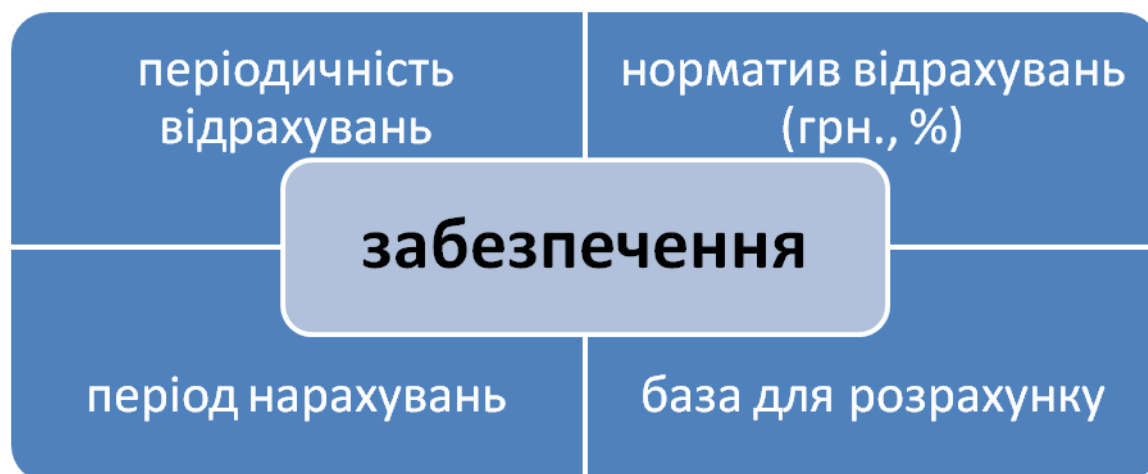 періодичність
відрахувань
норматив відрахувань
(грн., %)
забезпечення
період нарахувань
база для розрахунку